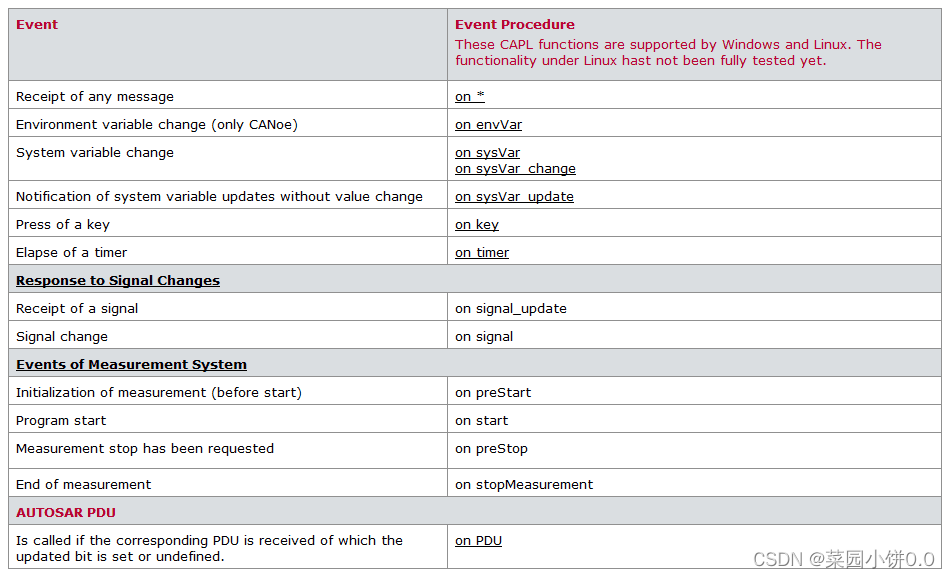 Event
Event Procedure
These CAPL functions are supported by Windows and Linux. The
functionality under Linux hast not been fully tested yet.
Receipt of any message
on *
Environment variable change (only CANoe)
on envVar
System variable change
on sysVar
on sysVar_change
Notification of system variable updates without value change
on sysVar_update
Press of a key
on key
Elapse of a timer
on timer
Response to Signal Changes
Receipt of a signal
on signal_update
Signal change
on signal
Events of Measurement System
Initialization of measurement (before start)
on preStart
Program start
on start
Measurement stop has been requested
on preStop
End of measurement
on stopMeasurement
AUTOSAR PDU
Is called if the corresponding PDU is received of which the
updated bit is set or undefined.
on PDU
CSDN @菜园小饼0.0